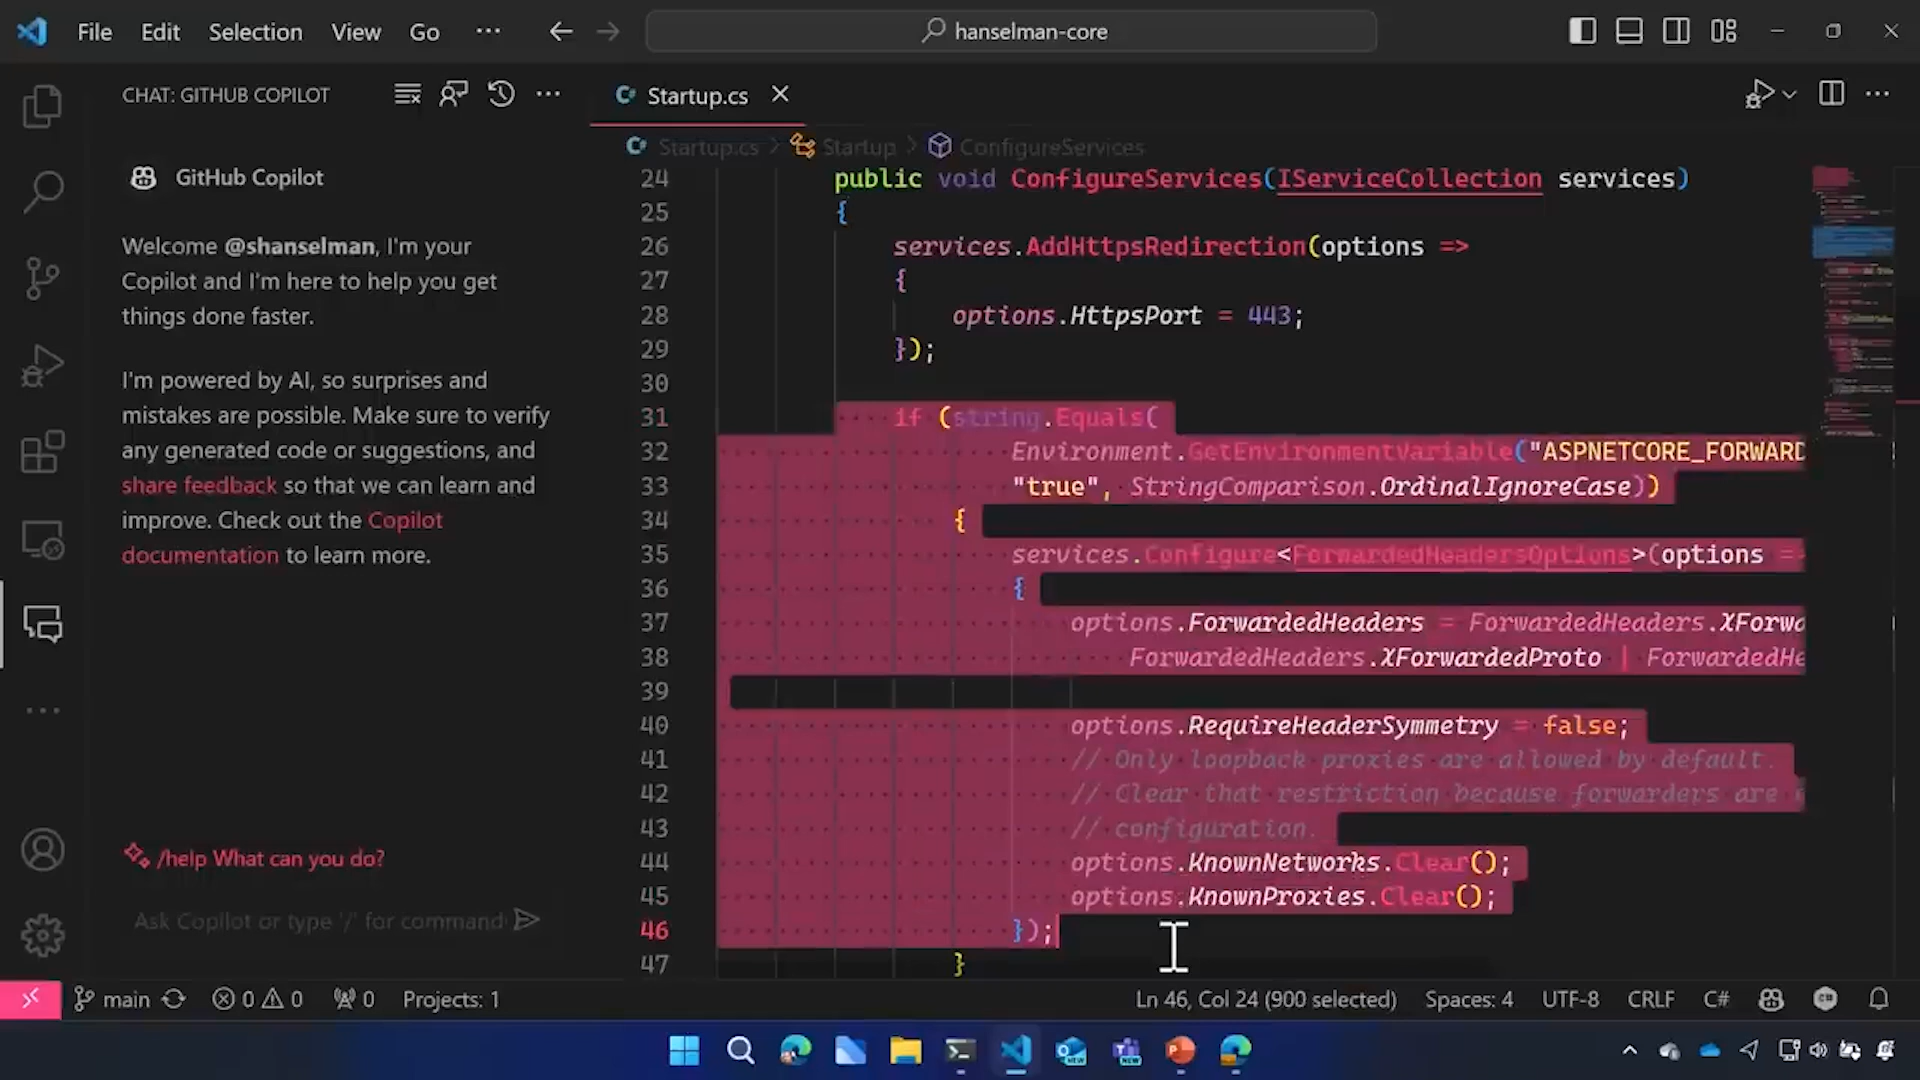 File Edit Selection View Go ··· hanselman-core
CHAT: GITHUB COPILOT
GitHub Copilot
Welcome @shanselman, I'm your
Copilot and I'm here to help you get
things done faster.
I'm powered by AI, so surprises and
mistakes are possible. Make sure to verify
any generated code or suggestions, and
share feedback so that we can learn and
improve. Check out the Copilot
documentation to learn more.
/help What can you do?
Ask Copilot or type '/' for command
Startup.cs
Startup.cs > Startup > ConfigureServices
24 public void ConfigureServices(IServiceCollection services)
25 {
26 services.AddHttpsRedirection(options =>
27 {
28 options.HttpsPort = 443;
29 });
30
31 if (string.Equals(
32 Environment.GetEnvironmentVariable("ASPNETCORE_FORWARD
33 "true", StringComparison.OrdinalIgnoreCase))
34 {
35 services.Configure<ForwardedHeadersOptions>(options =>
36 {
37 options.ForwardedHeaders = ForwardedHeaders.XForwa
38 ForwardedHeaders.XForwardedProto | ForwardedHe
39
40 options.RequireHeaderSymmetry = false;
41 // Only loopback proxies are allowed by default.
42 // Clear that restriction because forwarders are
43 // configuration.
44 options.KnownNetworks.Clear();
45 options.KnownProxies.Clear();
46 });
47 }
main 0 0 0 Projects: 1 Ln 46, Col 24 (900 selected) Spaces: 4 UTF-8 CRLF C#
NEW NEW